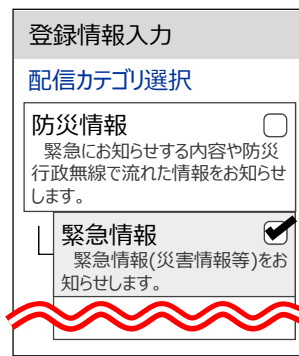 登録情報入力
配信カテゴリ選択
防災情報
緊急にお知らせする内容や防災
行政無線で流れた情報をお知らせ
します。
緊急情報
緊急情報(災害情報等)をお
知らせします。